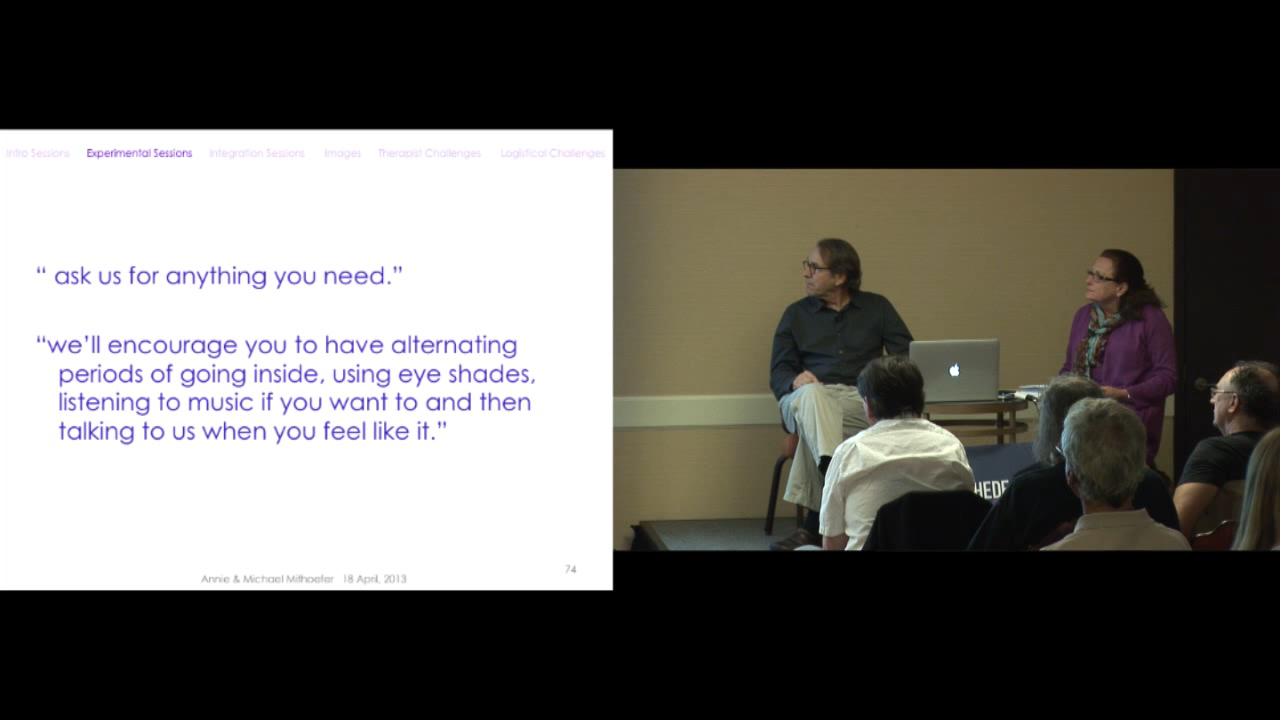 Intro Sessions Experimental Sessions Integration Sessions Images Therapist Challenges Logistical Challenges
“ ask us for anything you need.”
“we’ll encourage you to have alternating
periods of going inside, using eye shades,
listening to music if you want to and then
talking to us when you feel like it.”
74
Annie & Michael Mithoefer 18 April, 2013
HEDE